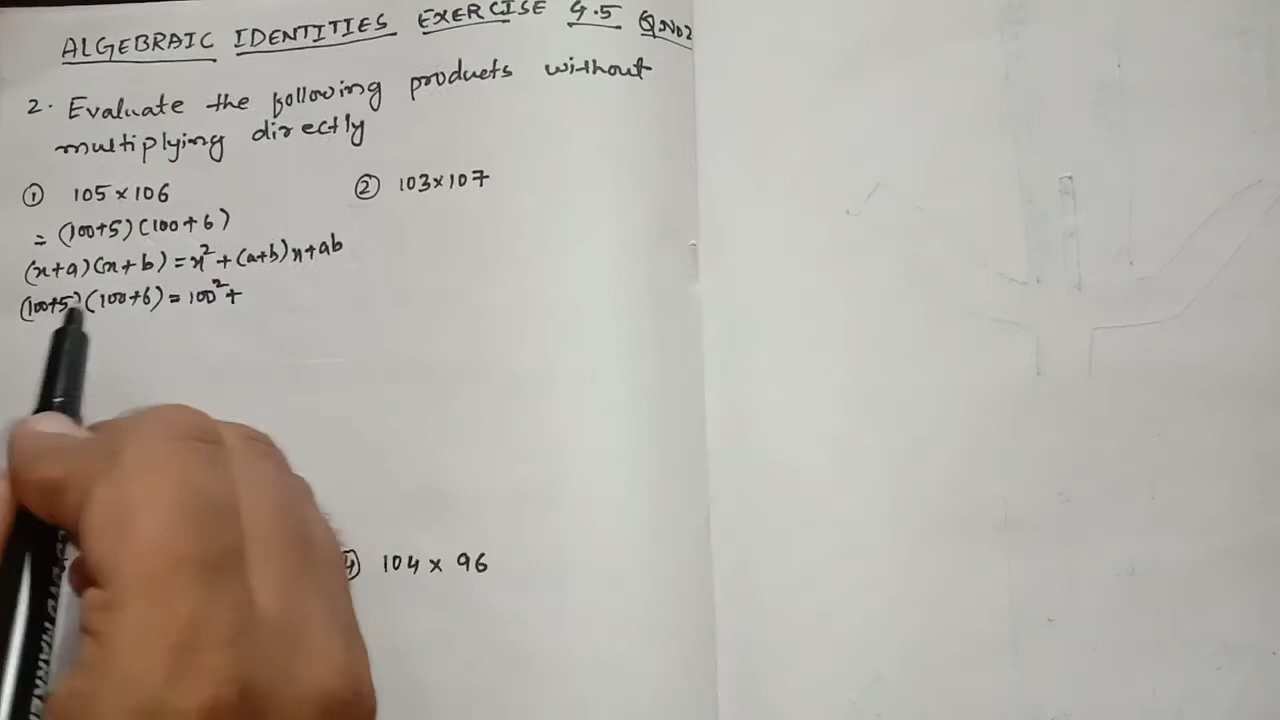 ALGEBRAIC IDENTITIES EXERCISE 4.5 Q.No2
2. Evaluate the following products without
multiplying directly
① 105 × 106
= (100+5)(100+6)
(x+a)(x+b) = x² + (a+b)x+ab
(100+5)(100+6) = 100² +
② 103×107
④ 104 × 96